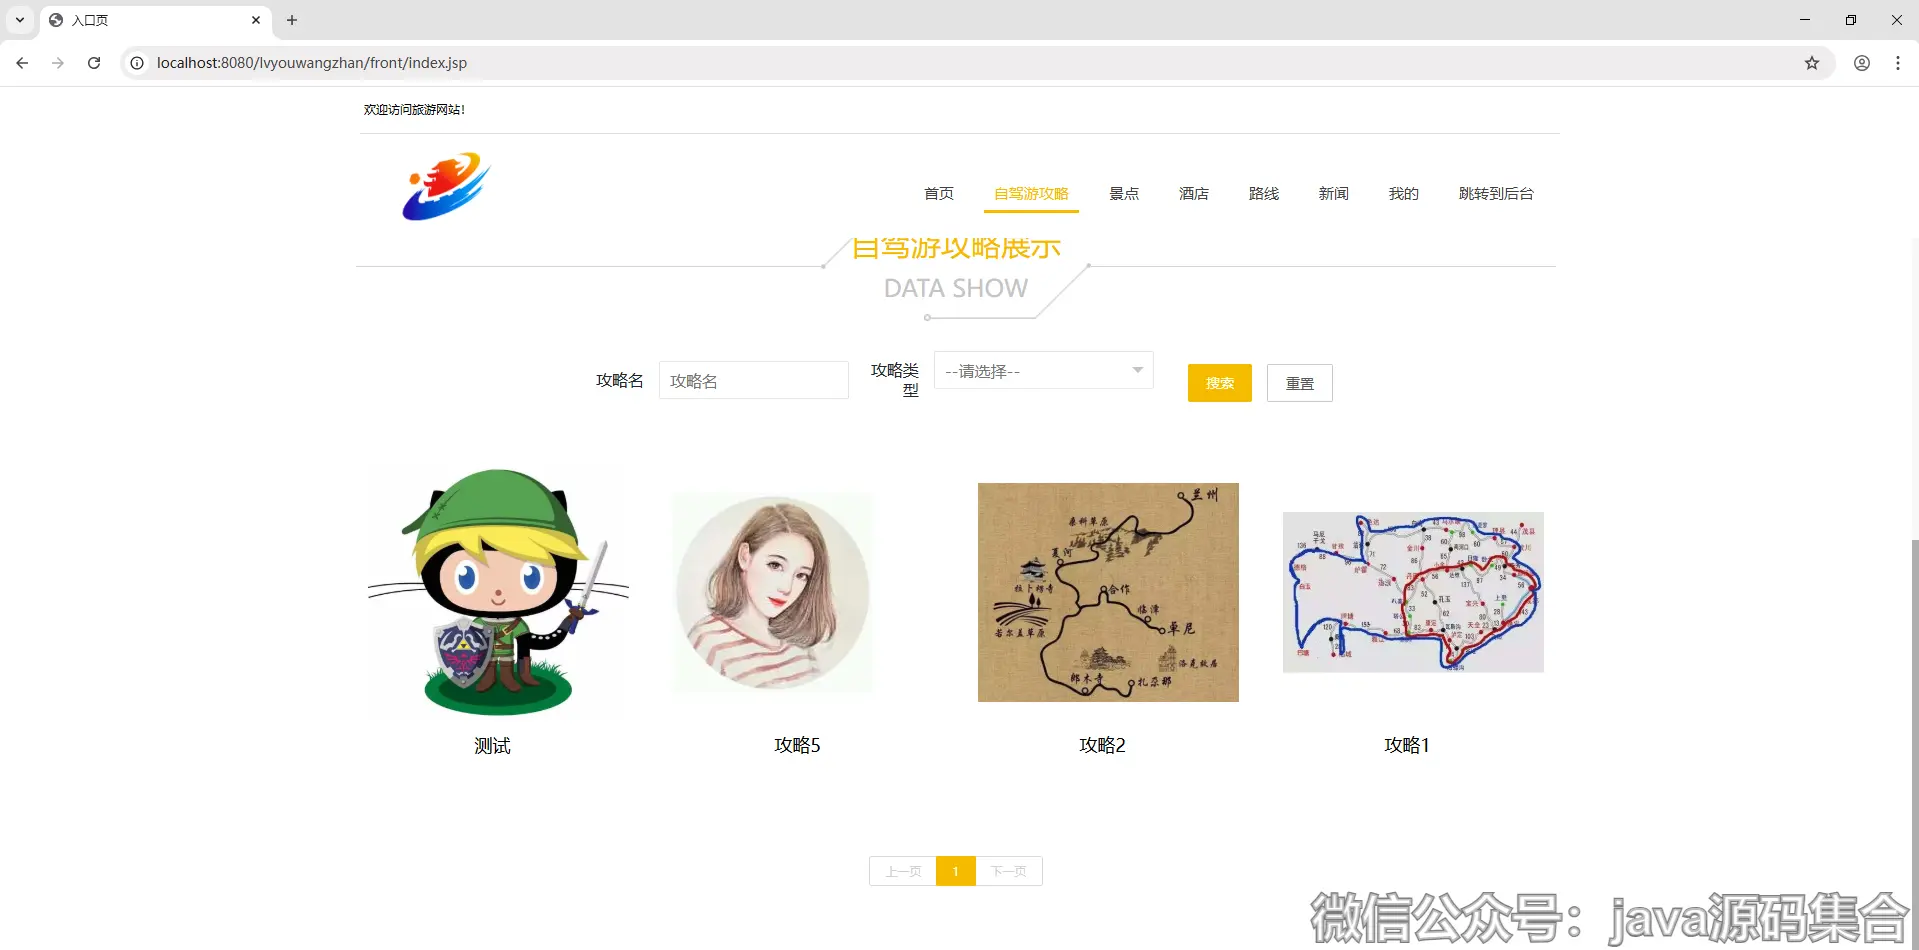 入口页
localhost:8080/lvyouwangzhan/front/index.jsp
欢迎访问旅游网站!
首页 自驾游攻略 景点 酒店 路线 新闻 我的 跳转到后台
自驾游攻略展示
DATA SHOW
攻略名 攻略名 攻略类型 --请选择-- 搜索 重置
兰州
桑科草原
夏河
拉卜楞寺
合作
临潭
卓尼
若尔盖草原
洛克故居
郎木寺
扎尕那
测试 攻略5 攻略2 攻略1
上一页 1 下一页
微信公众号：java源码集合